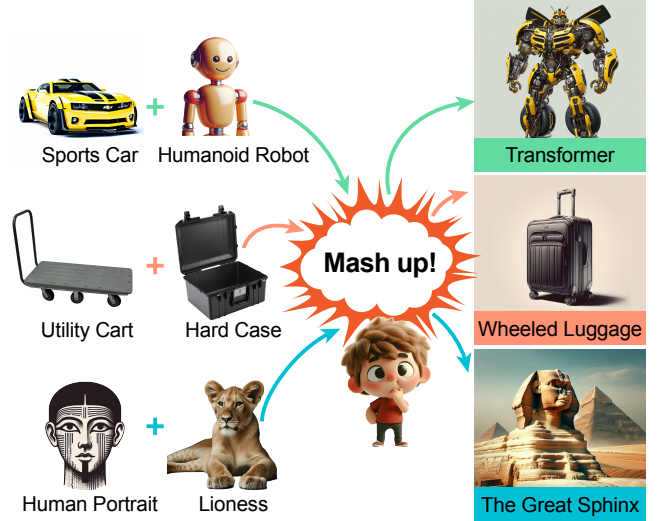 +
Sports Car
Humanoid Robot
Transformer
Mash up!
+
Utility Cart
Hard Case
Wheeled Luggage
+
Human Portrait
Lioness
The Great Sphinx